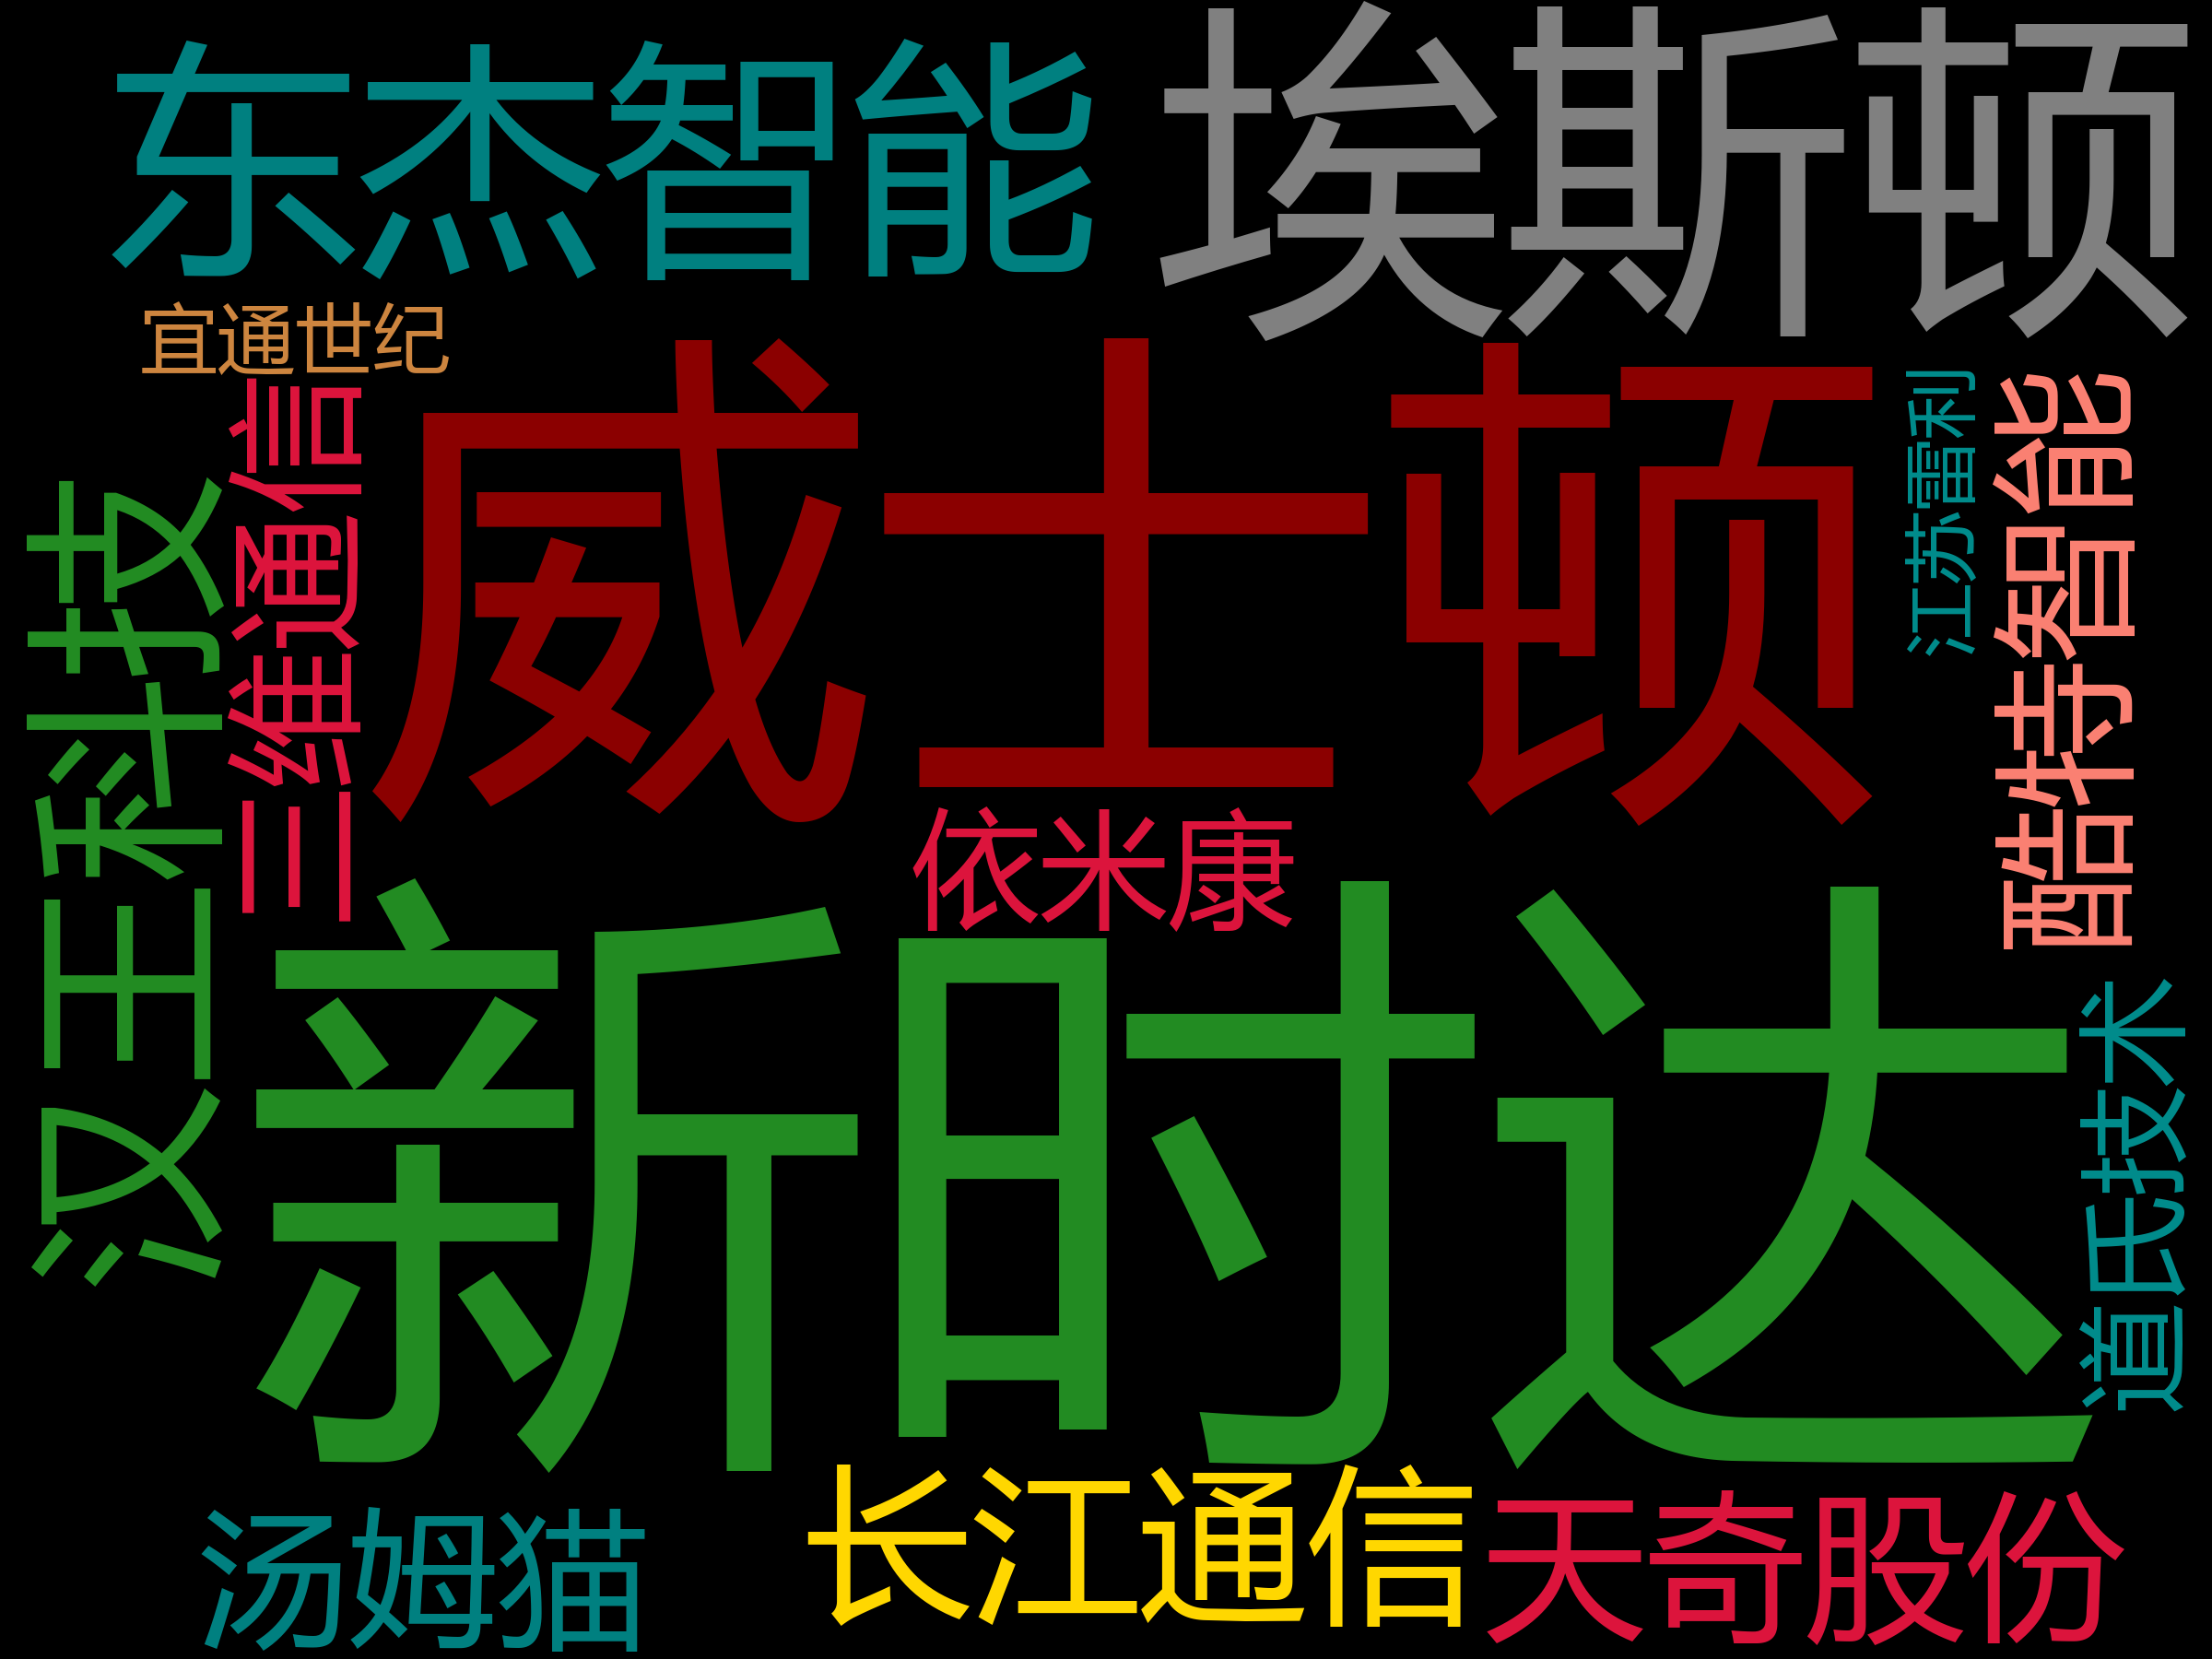 东杰智能
埃斯顿
宜通世纪
威士顿
江苏雷利
酷特智能
三维通信
汉王科技
依米康
新时达
道氏技术
长江通信
天奇股份
汤姆猫